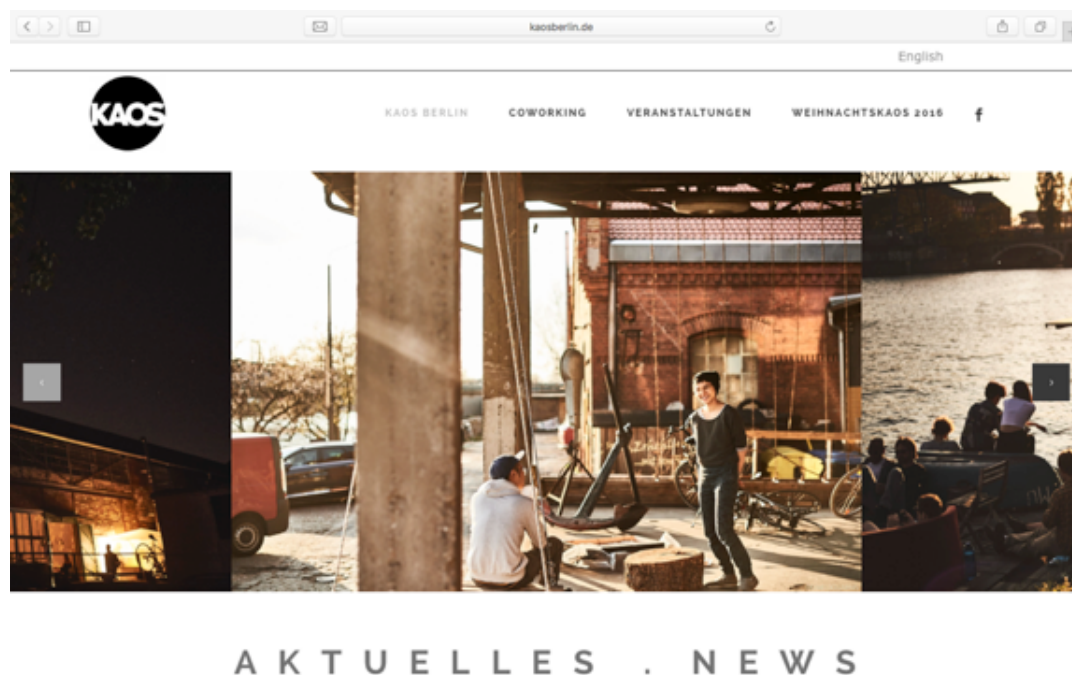 kaosberlin.de
English
KAOS
KAOS BERLIN COWORKING VERANSTALTUNGEN WEIHNACHTSKAOS 2016 f
AKTUELLES . NEWS